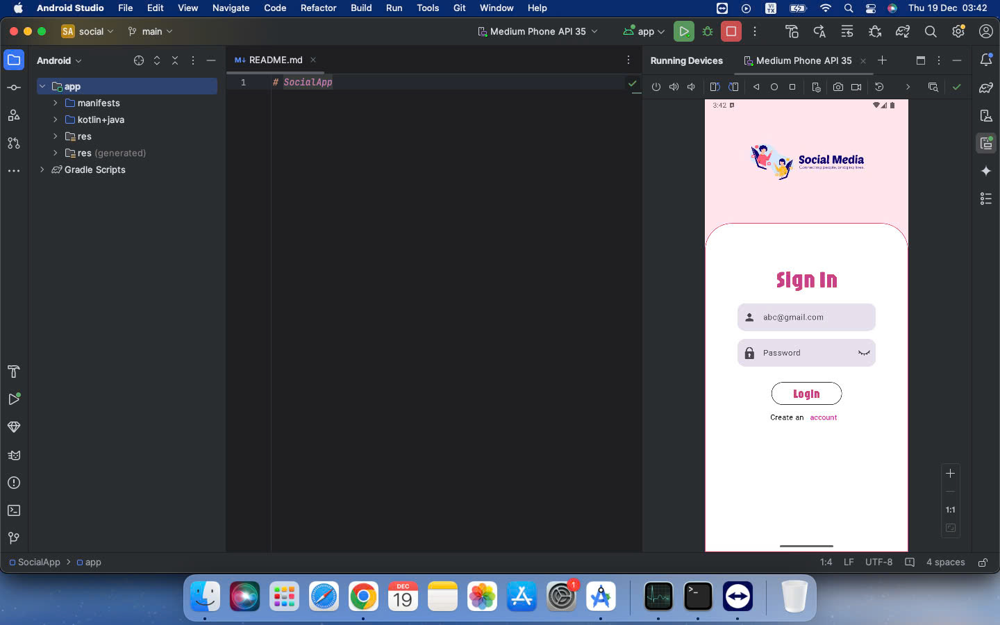 Android Studio File Edit View Navigate Code Refactor Build Run Tools Git Window Help VI TX Thu 19 Dec 03:42
SA social main Medium Phone API 35 app
Android README.md Running Devices Medium Phone API 35
app
manifests
kotlin+java
res
res (generated)
Gradle Scripts
1 # SocialApp
3:42
Social Media
Connecting people, bridging lives.
Sign In
abc@gmail.com
Password
Login
Create an account
1:1
SocialApp app 1:4 LF UTF-8 4 spaces
DEC
19
1
>_